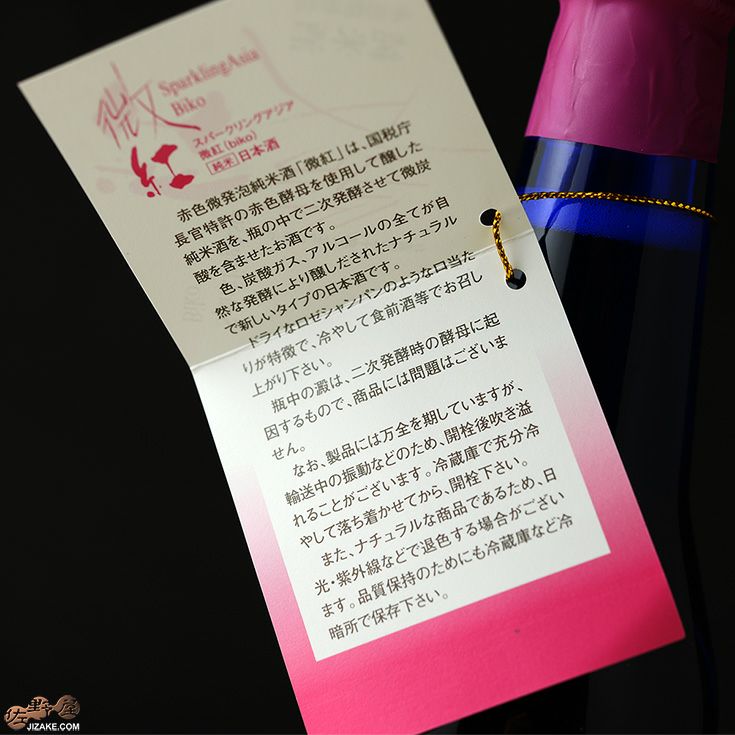 微紅
SparklingAsia
Biko
スパークリングアジア
微紅(biko)
純米 日本酒
赤色微発泡純米酒「微紅」は、国税庁
長官特許の赤色酵母を使用して醸した
純米酒を、瓶の中で二次発酵させて微炭
酸を含ませたお酒です。
色、炭酸ガス、アルコールの全てが自
然な発酵により醸しだされたナチュラル
で新しいタイプの日本酒です。
ドライなロゼシャンパンのような口当た
りが特徴で、冷やして食前酒等でお召し
上がり下さい。
瓶中の澱は、二次発酵時の酵母に起
因するもので、商品には問題はございま
せん。
なお、製品には万全を期していますが、
輸送中の振動などのため、開栓後吹き溢
れることがございます。冷蔵庫で充分冷
やして落ち着かせてから、開栓下さい。
また、ナチュラルな商品であるため、日
光・紫外線などで退色する場合がござい
ます。品質保持のためにも冷蔵庫など冷
暗所で保存下さい。
佐野屋
JIZAKE.COM